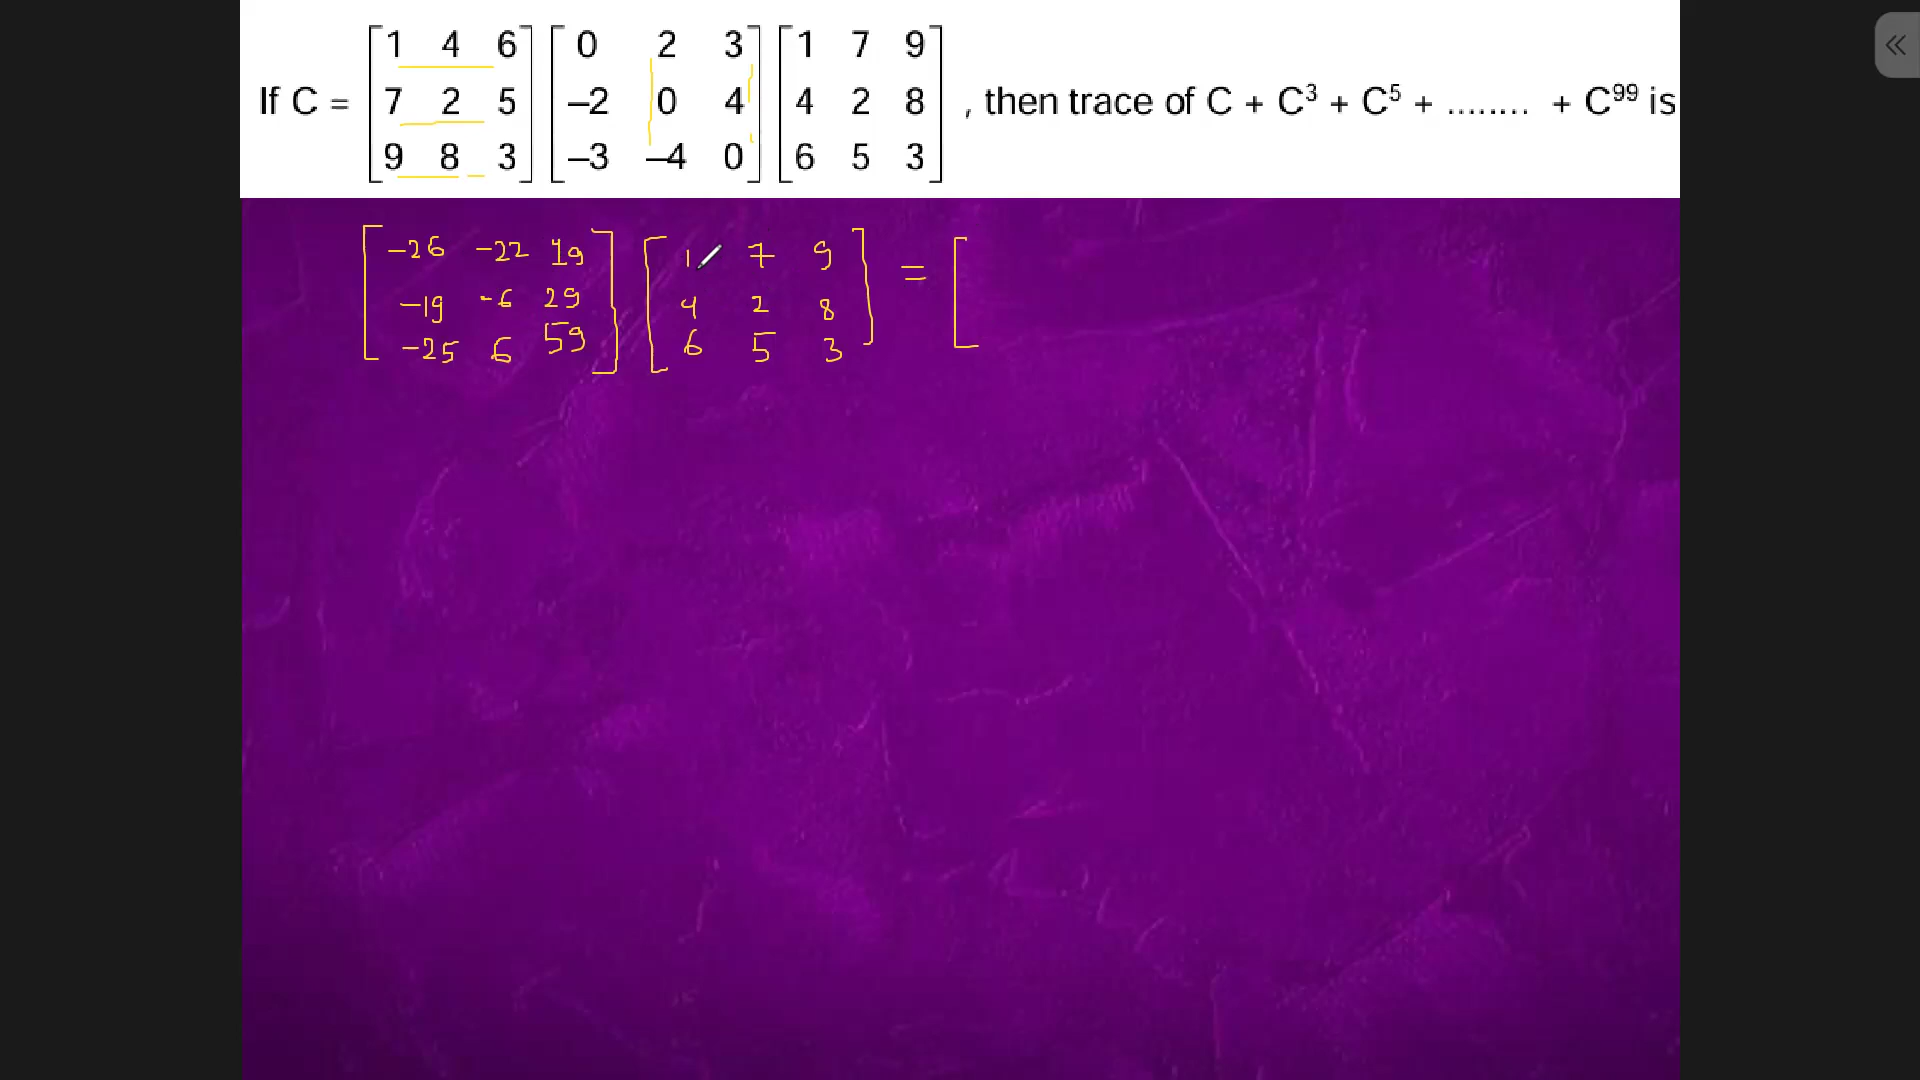 If C = [1 4 6; 7 2 5; 9 8 3] [0 2 3; –2 0 4; –3 –4 0] [1 7 9; 4 2 8; 6 5 3] , then trace of C + C³ + C⁵ + ........ + C⁹⁹ is
[-26 -22 19; -19 -6 29; -25 6 59] [1 7 9; 4 2 8; 6 5 3] = [